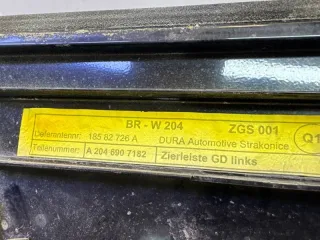 BR - W 204 ZGS 001
Lieferantennr: 185 62 726 A DURA Automotive Strakonice Q1
Teilenummer: A 204 690 7162 Zierleiste GD links